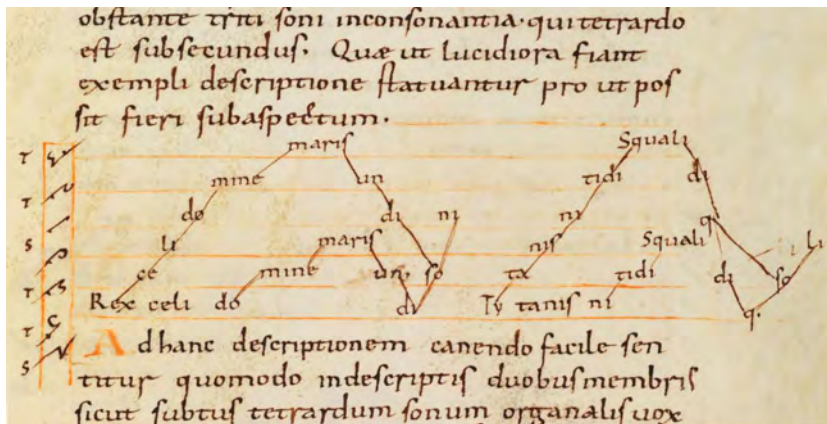 obstante triti soni inconsonantia· qui tetrardo
est subsecundus. Quæ ut lucidiora fiant
exempli descriptione statuantur pro ut pos
sit fieri subaspectum.
maris Squali
T
mine un tidi di
T
do di ni ni q
S
li maris nis Squali li
ce mine un so ta tidi di so
T
Rex celi do di Ty tanis ni q.
T
Ad hanc descriptionem canendo facile sen
S
titur quomodo indescriptis duobus membris
sicut subtus tetrardum sonum organalis uox